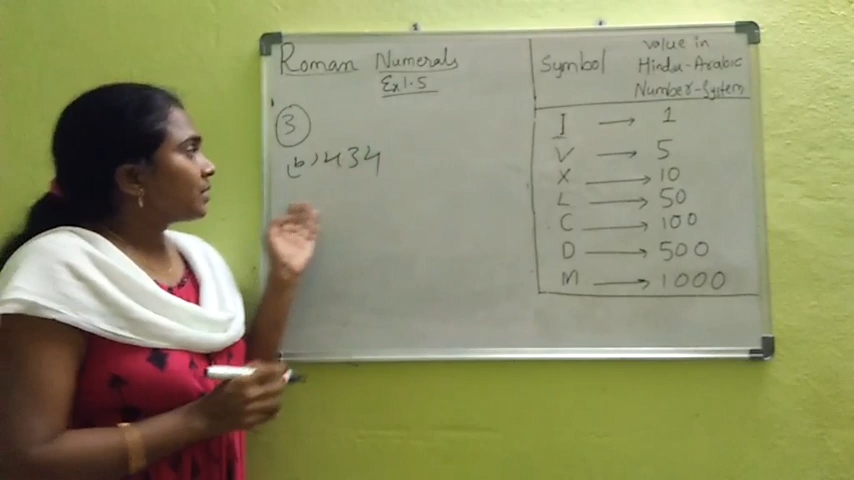 Roman Numerals
Ex1.5
3
(b) 434
Symbol
value in
Hindu-Arabic
Number-System
I → 1
V → 5
X → 10
L → 50
C → 100
D → 500
M → 1000